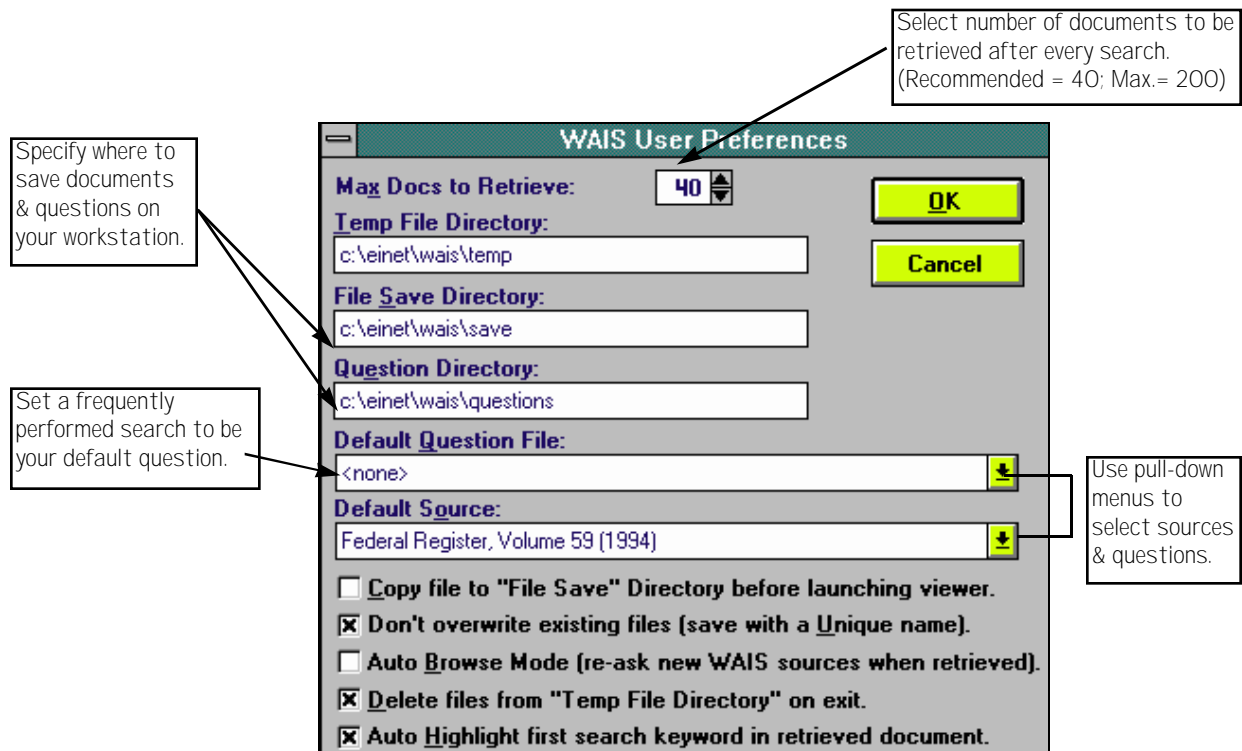 Select number of documents to be
retrieved after every search.
(Recommended = 40; Max.= 200)
Specify where to
save documents
& questions on
your workstation.
WAIS User Preferences
Max Docs to Retrieve:
40
OK
Temp File Directory:
c:\einet\wais\temp
Cancel
File Save Directory:
c:\einet\wais\save
Question Directory:
c:\einet\wais\questions
Set a frequently
performed search to be
your default question.
Default Question File:
<none>
Use pull-down
menus to
select sources
& questions.
Default Source:
Federal Register, Volume 59 (1994)
Copy file to "File Save" Directory before launching viewer.
Don't overwrite existing files (save with a Unique name).
Auto Browse Mode (re-ask new WAIS sources when retrieved).
Delete files from "Temp File Directory" on exit.
Auto Highlight first search keyword in retrieved document.